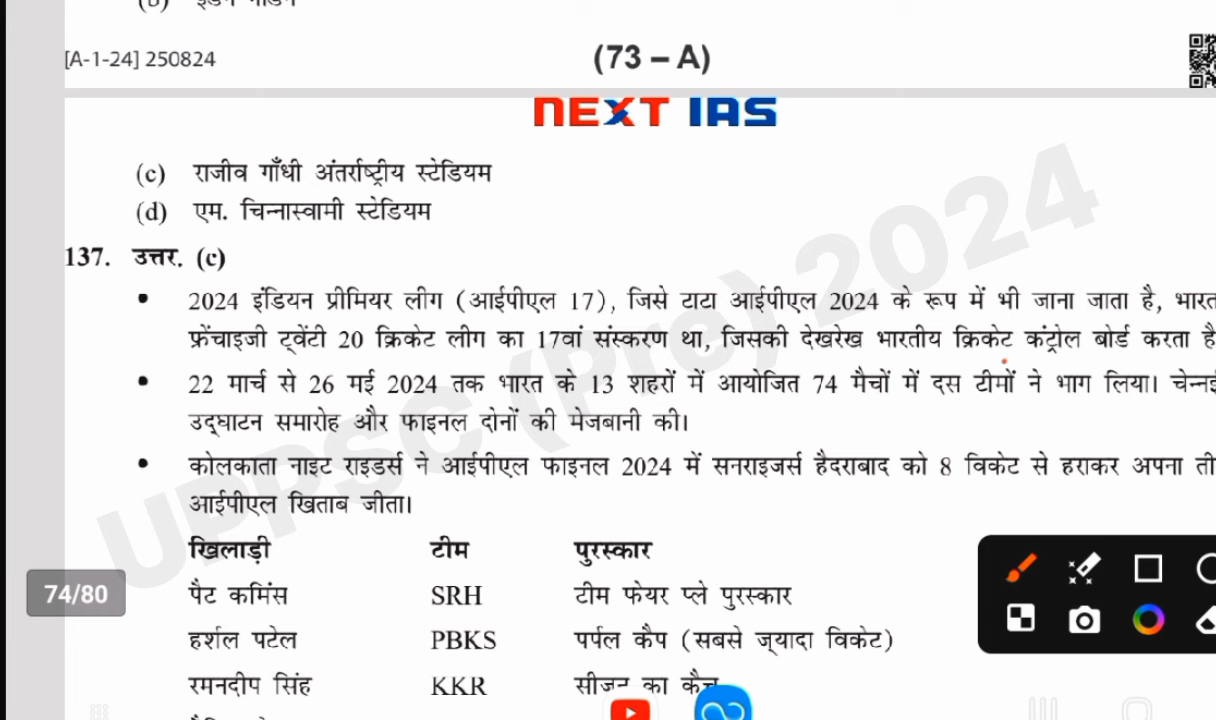 [A-1-24] 250824
(73 – A)
NEXT IAS
(c) राजीव गाँधी अंतर्राष्ट्रीय स्टेडियम
(d) एम. चिन्नास्वामी स्टेडियम
137. उत्तर. (c)
• 2024 इंडियन प्रीमियर लीग (आईपीएल 17), जिसे टाटा आईपीएल 2024 के रूप में भी जाना जाता है, भारत
फ्रेंचाइजी ट्वेंटी 20 क्रिकेट लीग का 17वां संस्करण था, जिसकी देखरेख भारतीय क्रिकेट कंट्रोल बोर्ड करता है
• 22 मार्च से 26 मई 2024 तक भारत के 13 शहरों में आयोजित 74 मैचों में दस टीमों ने भाग लिया। चेन्नई
उद्घाटन समारोह और फाइनल दोनों की मेजबानी की।
• कोलकाता नाइट राइडर्स ने आईपीएल फाइनल 2024 में सनराइजर्स हैदराबाद को 8 विकेट से हराकर अपना ती
आईपीएल खिताब जीता।
खिलाड़ी टीम पुरस्कार
पैट कमिंस SRH टीम फेयर प्ले पुरस्कार
हर्शल पटेल PBKS पर्पल कैप (सबसे ज्यादा विकेट)
रमनदीप सिंह KKR सीजन का कैच
74/80
UPPSC (Pre) 2024